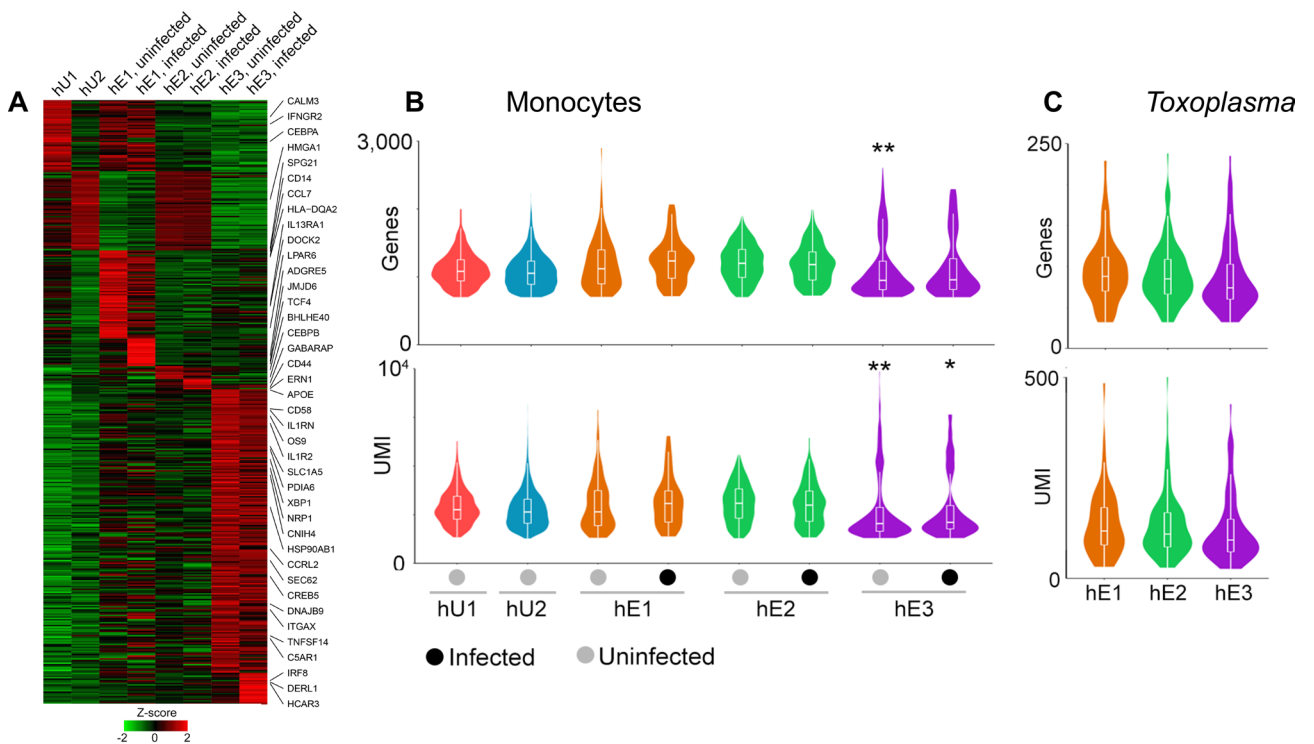 A
hU1
hU2
hE1, uninfected
hE1, infected
hE2, uninfected
hE2, infected
hE3, uninfected
hE3, infected
CALM3
IFNGR2
CEBPA
HMGA1
SPG21
CD14
CCL7
HLA−DQA2
IL13RA1
DOCK2
LPAR6
ADGRE5
JMJD6
TCF4
BHLHE40
CEBPB
GABARAP
CD44
ERN1
APOE
CD58
IL1RN
OS9
IL1R2
SLC1A5
PDIA6
XBP1
NRP1
CNIH4
HSP90AB1
CCRL2
SEC62
CREB5
DNAJB9
ITGAX
TNFSF14
C5AR1
IRF8
DERL1
HCAR3
Z-score
-2 0 2
B
Monocytes
3,000
Genes
0
**
10⁴
UMI
0
** *
hU1 hU2 hE1 hE2 hE3
Infected Uninfected
C
Toxoplasma
250
Genes
0
500
UMI
0
hE1 hE2 hE3